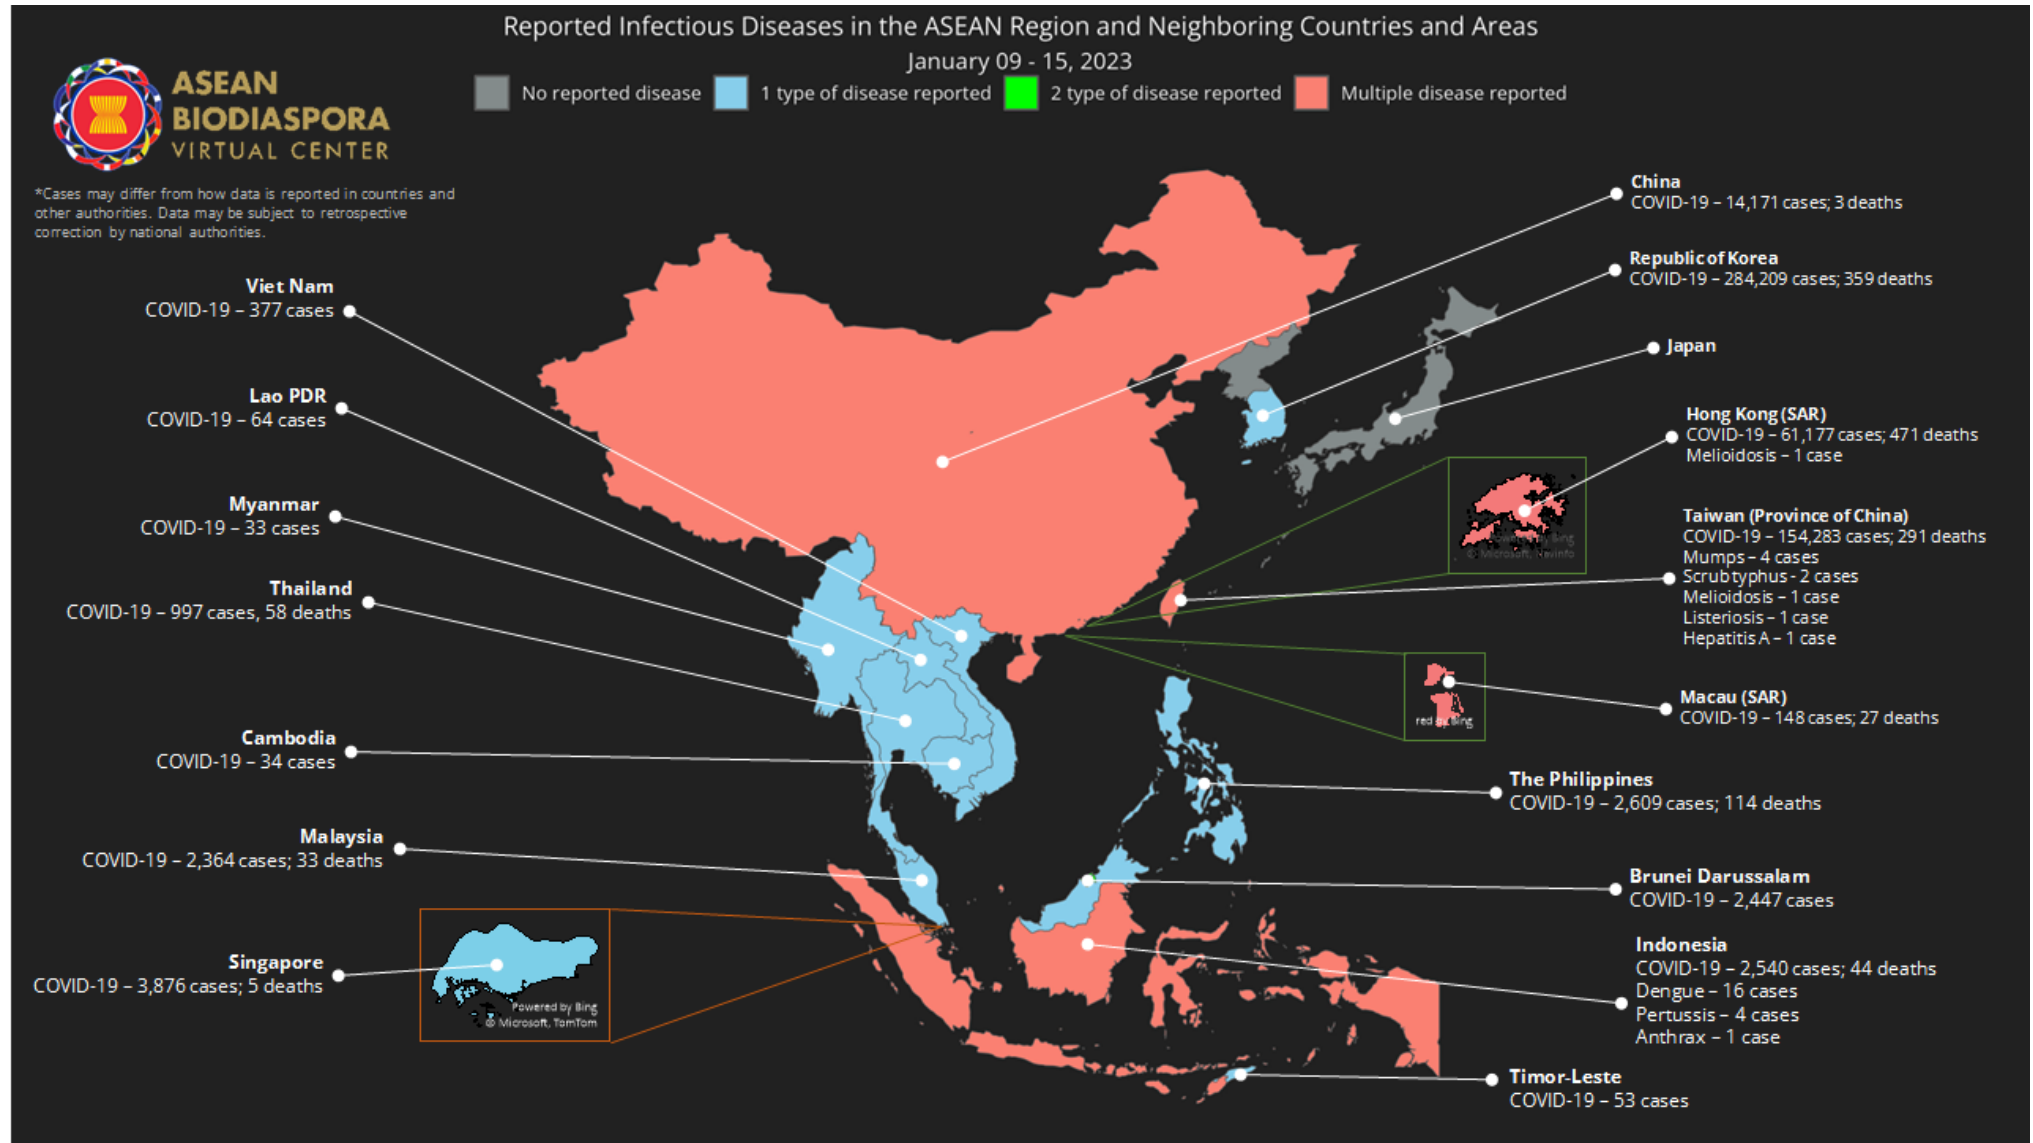 Reported Infectious Diseases in the ASEAN Region and Neighboring Countries and Areas
January 09 - 15, 2023
No reported disease
1 type of disease reported
2 type of disease reported
Multiple disease reported
ASEAN
BIODIASPORA
VIRTUAL CENTER
*Cases may differ from how data is reported in countries and
other authorities. Data may be subject to retrospective
correction by national authorities.
Viet Nam
COVID-19 – 377 cases
Lao PDR
COVID-19 – 64 cases
Myanmar
COVID-19 – 33 cases
Thailand
COVID-19 – 997 cases, 58 deaths
Cambodia
COVID-19 – 34 cases
Malaysia
COVID-19 – 2,364 cases; 33 deaths
Singapore
COVID-19 – 3,876 cases; 5 deaths
Powered by Bing
© Microsoft, TomTom
China
COVID-19 – 14,171 cases; 3 deaths
Republic of Korea
COVID-19 – 284,209 cases; 359 deaths
Japan
Hong Kong (SAR)
COVID-19 – 61,177 cases; 471 deaths
Melioidosis – 1 case
Powered by Bing
© Microsoft, Navinfo
Taiwan (Province of China)
COVID-19 – 154,283 cases; 291 deaths
Mumps – 4 cases
Scrub typhus - 2 cases
Melioidosis – 1 case
Listeriosis – 1 case
Hepatitis A – 1 case
Macau (SAR)
COVID-19 – 148 cases; 27 deaths
red by Bing
The Philippines
COVID-19 – 2,609 cases; 114 deaths
Brunei Darussalam
COVID-19 – 2,447 cases
Indonesia
COVID-19 – 2,540 cases; 44 deaths
Dengue – 16 cases
Pertussis – 4 cases
Anthrax – 1 case
Timor-Leste
COVID-19 – 53 cases